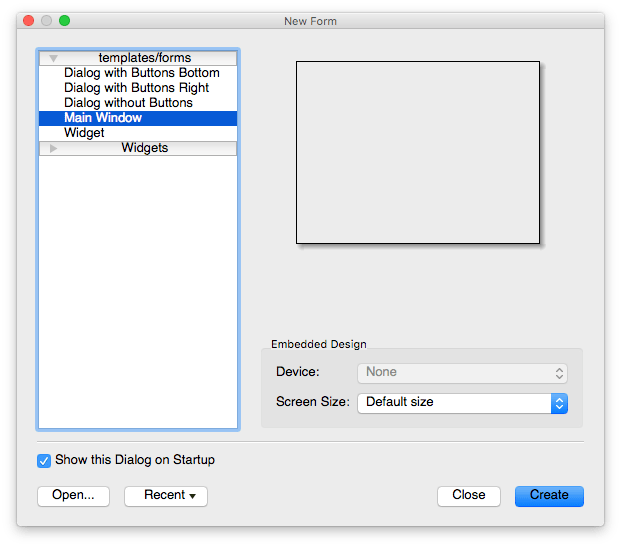 New Form
templates/forms
Dialog with Buttons Bottom
Dialog with Buttons Right
Dialog without Buttons
Main Window
Widget
Widgets
Embedded Design
Device: None
Screen Size: Default size
Show this Dialog on Startup
Open... Recent Close Create